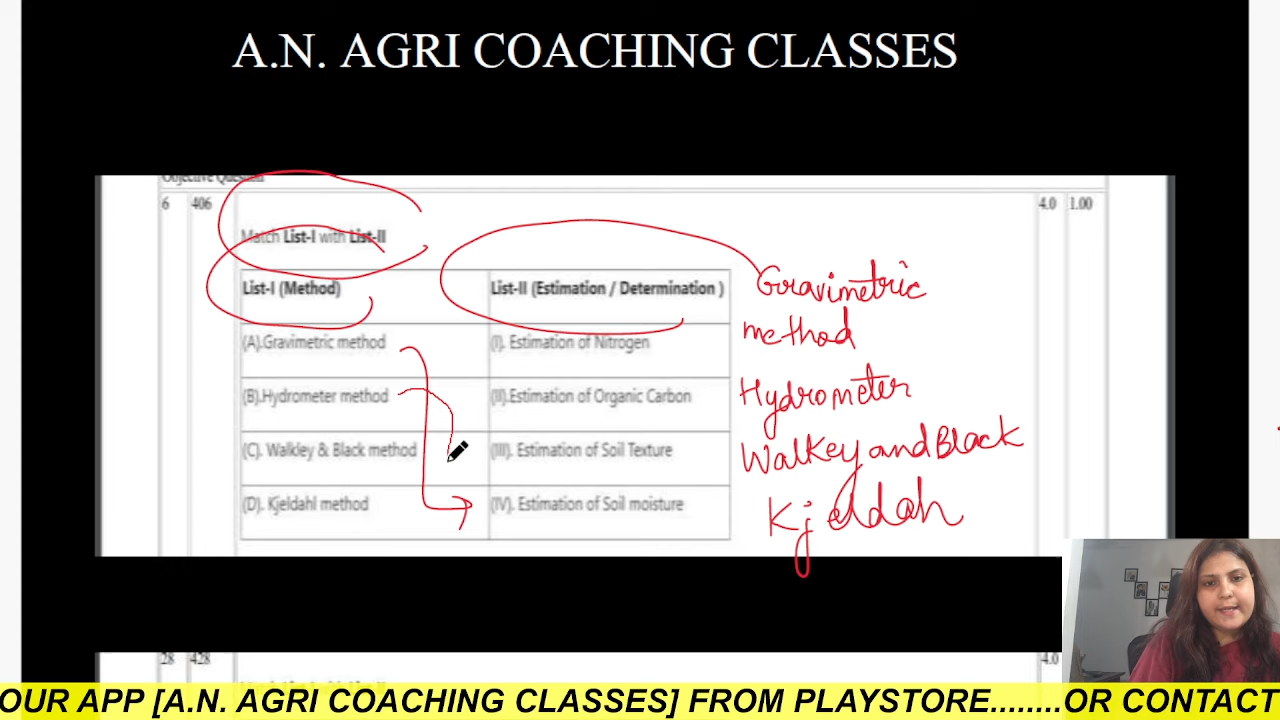 A.N. AGRI COACHING CLASSES
Objective Question
6 406 4.0 1.00
Match List-I with List-II
List-I (Method) List-II (Estimation / Determination )
(A).Gravimetric method (I). Estimation of Nitrogen
(B).Hydrometer method (II).Estimation of Organic Carbon
(C). Walkley & Black method (III). Estimation of Soil Texture
(D). Kjeldahl method (IV). Estimation of Soil moisture
Gravimetric
method
Hydrometer
Walkey and Black
Kjeldah
28 428 4.0
OUR APP [A.N. AGRI COACHING CLASSES] FROM PLAYSTORE........OR CONTACT